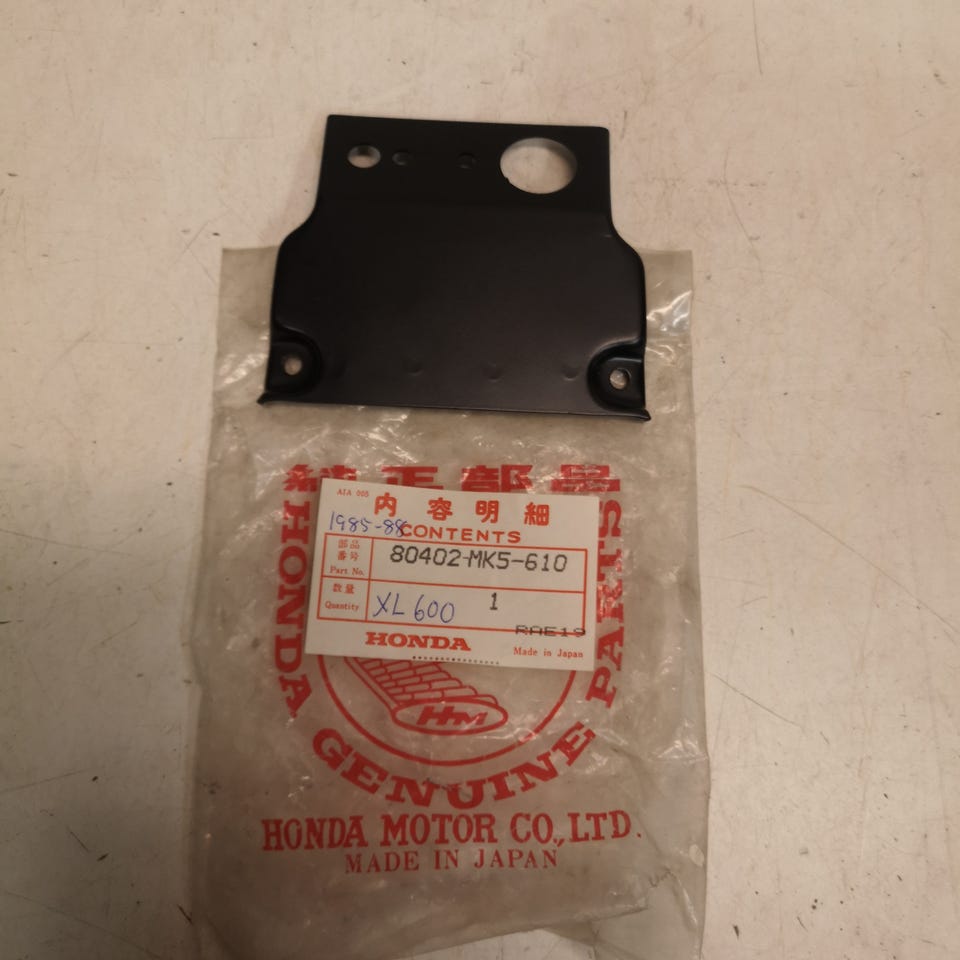 純正部品
AIA 005
内容明細
1985-88
CONTENTS
部品
番号
Part No.
80402-MK5-610
数量
Quantity
XL600
1
RAE19
HONDA
Made in Japan
HONDA
GENUINE
PARTS
HM
HONDA MOTOR CO.,LTD.
MADE IN JAPAN